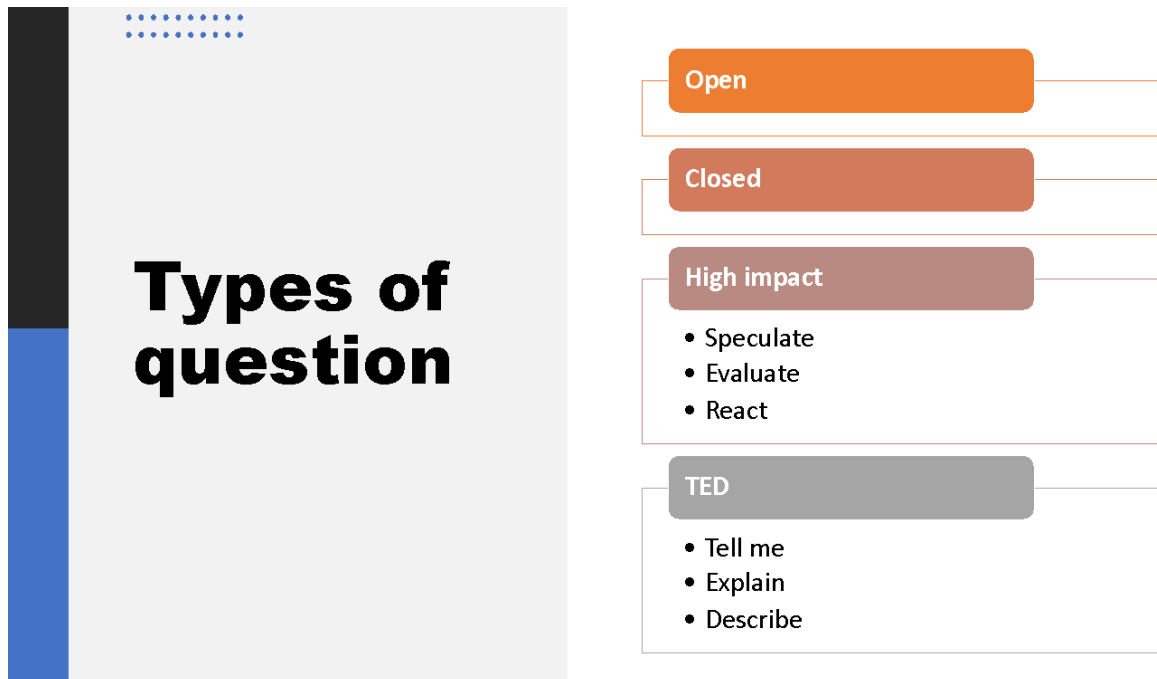 Types of
question
Open
Closed
High impact
• Speculate
• Evaluate
• React
TED
• Tell me
• Explain
• Describe